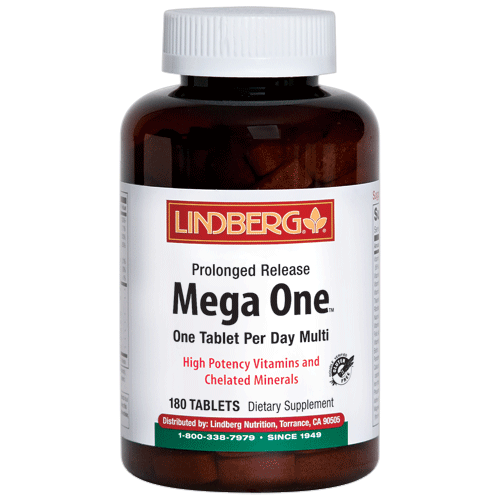 LINDBERG
Prolonged Release
Mega One™
One Tablet Per Day Multi
High Potency Vitamins and
Chelated Minerals
180 TABLETS Dietary Supplement
Distributed by: Lindberg Nutrition, Torrance, CA 90505
1-800-338-7979 • SINCE 1949